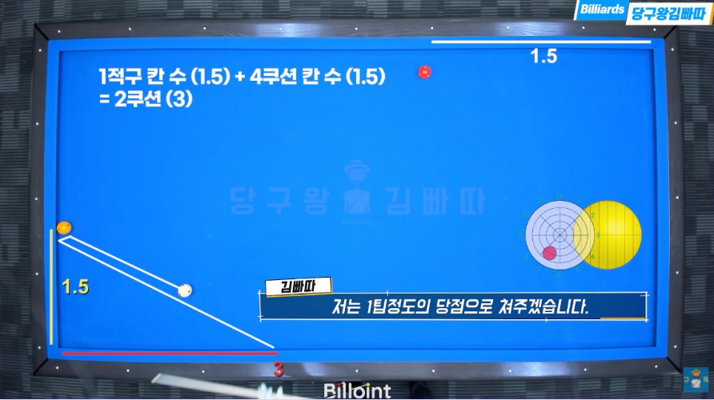 Billiards 당구왕김빠따
1.5
1적구 칸 수 (1.5) + 4쿠션 칸 수 (1.5)
= 2쿠션 (3)
당구왕 김빠따
1.5
김빠따
저는 1팁정도의 당점으로 쳐주겠습니다.
3
Billoint